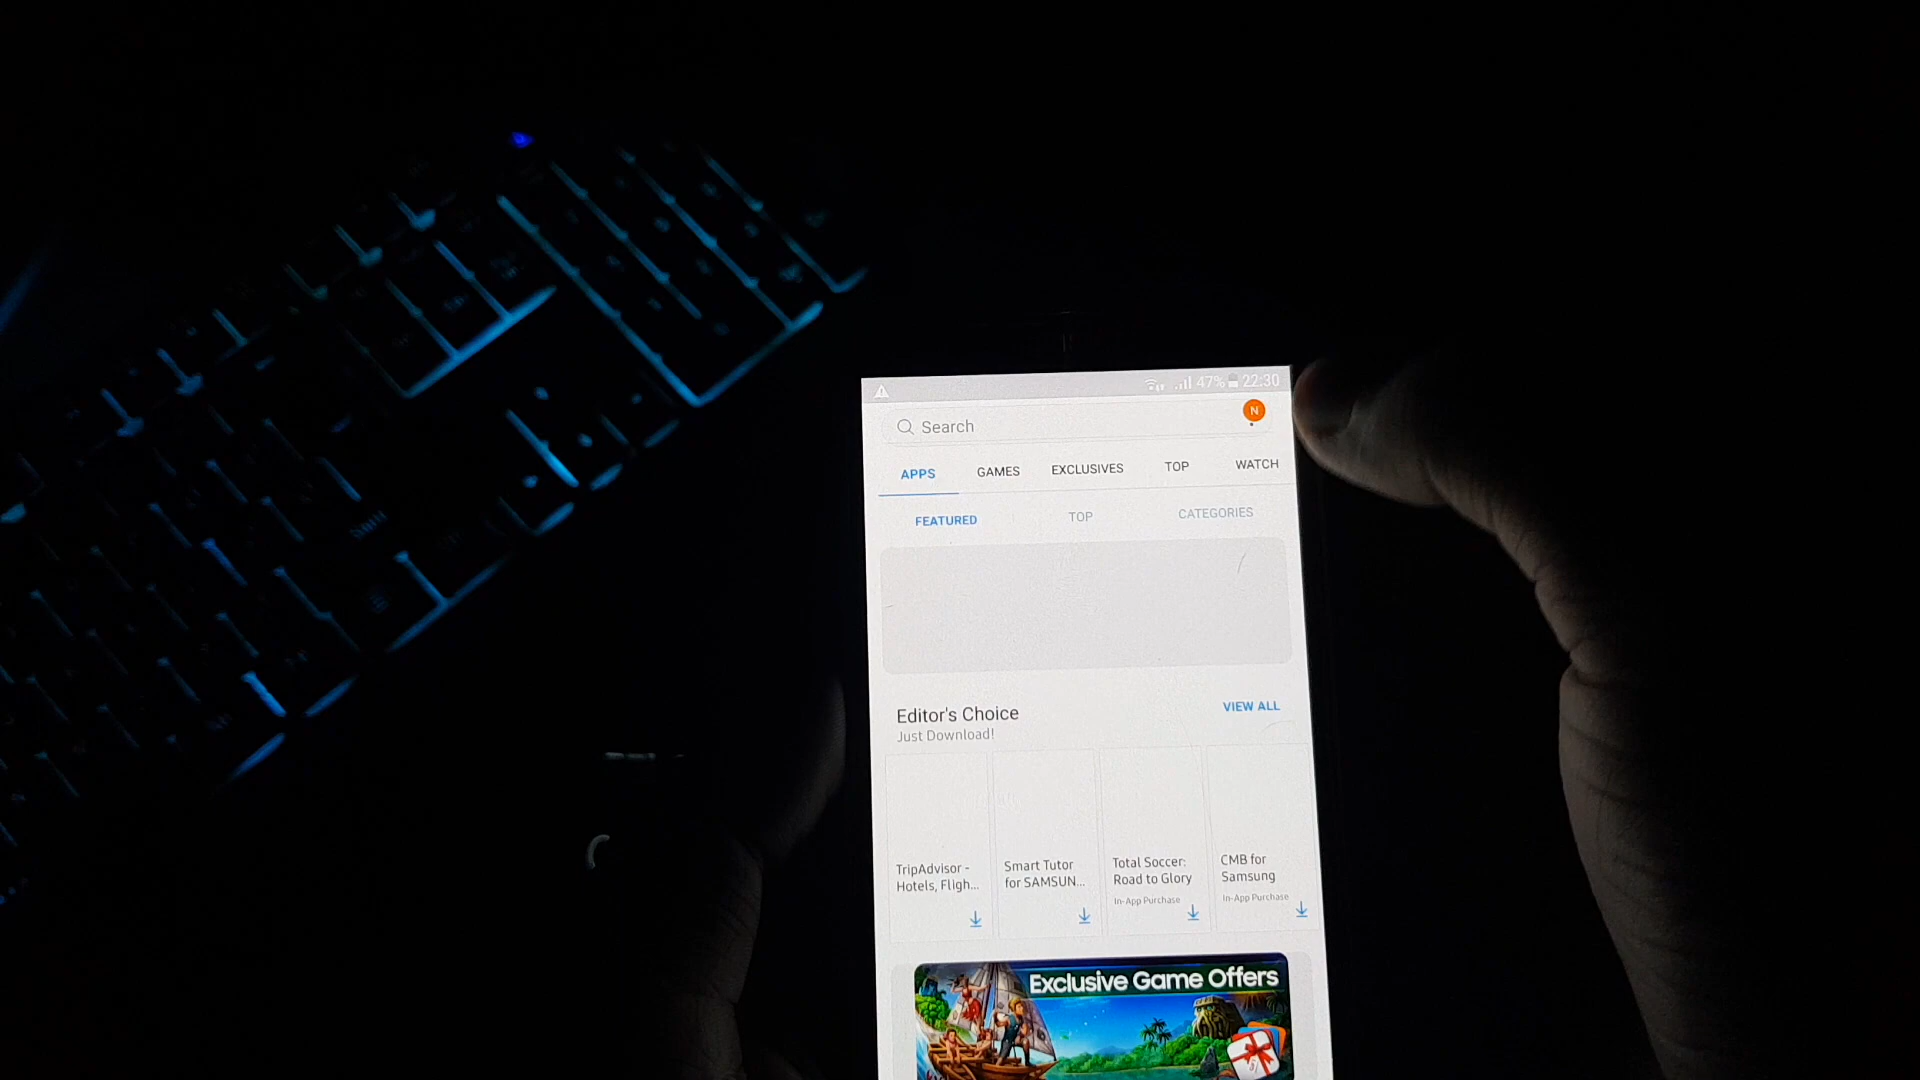 47% 22:30
Search
N
APPS GAMES EXCLUSIVES TOP WATCH
FEATURED TOP CATEGORIES
Editor's Choice
VIEW ALL
Just Download!
TripAdvisor -
Hotels, Fligh...
Smart Tutor
for SAMSUN...
Total Soccer:
Road to Glory
In-App Purchase
CMB for
Samsung
In-App Purchase
Exclusive Game Offers